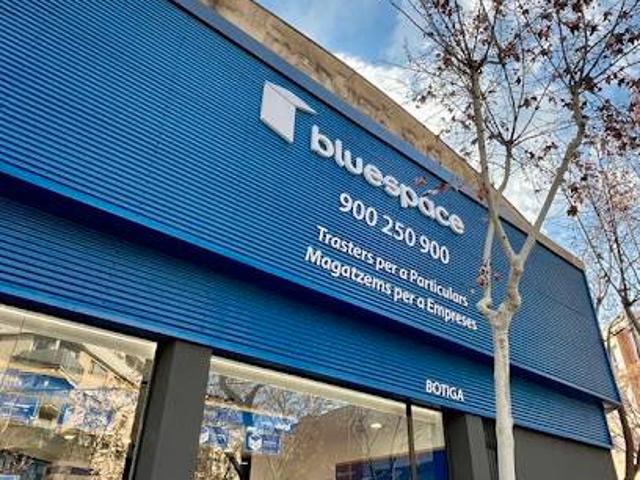 bluespace
900 250 900
Trasters per a Particulars
Magatzems per a Empreses
BOTIGA